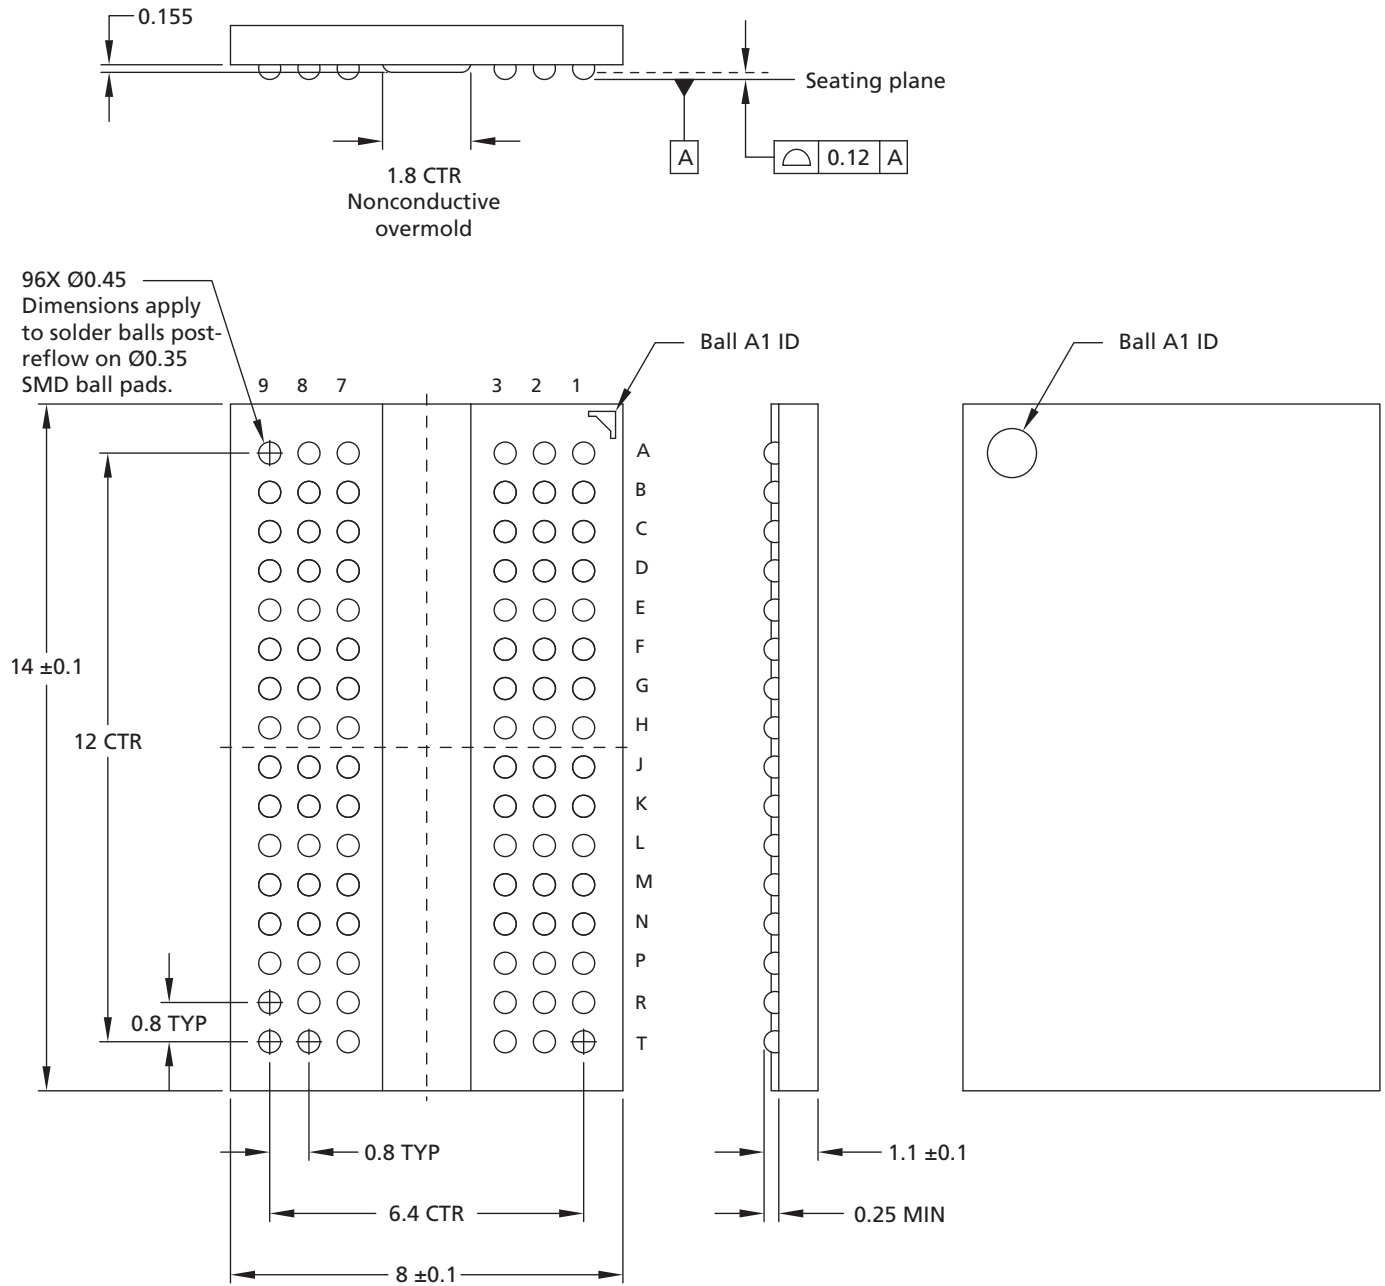 0.155
Seating plane
A
0.12 A
1.8 CTR
Nonconductive
overmold
96X Ø0.45
Dimensions apply
to solder balls post-
reflow on Ø0.35
SMD ball pads.
Ball A1 ID
Ball A1 ID
9 8 7 3 2 1
A
B
C
D
E
F
G
H
J
K
L
M
N
P
R
T
14 ±0.1
12 CTR
0.8 TYP
0.8 TYP
1.1 ±0.1
6.4 CTR
0.25 MIN
8 ±0.1